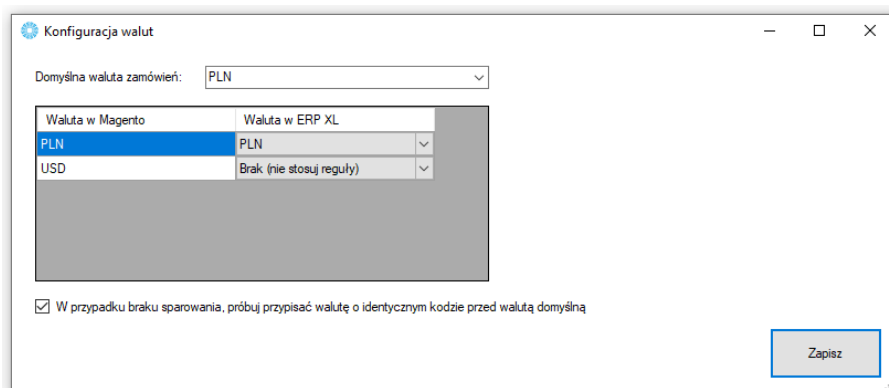 Konfiguracja walut
Domyślna waluta zamówień: PLN
Waluta w Magento Waluta w ERP XL
PLN PLN
USD Brak (nie stosuj reguły)
W przypadku braku sparowania, próbuj przypisać walutę o identycznym kodzie przed walutą domyślną
Zapisz